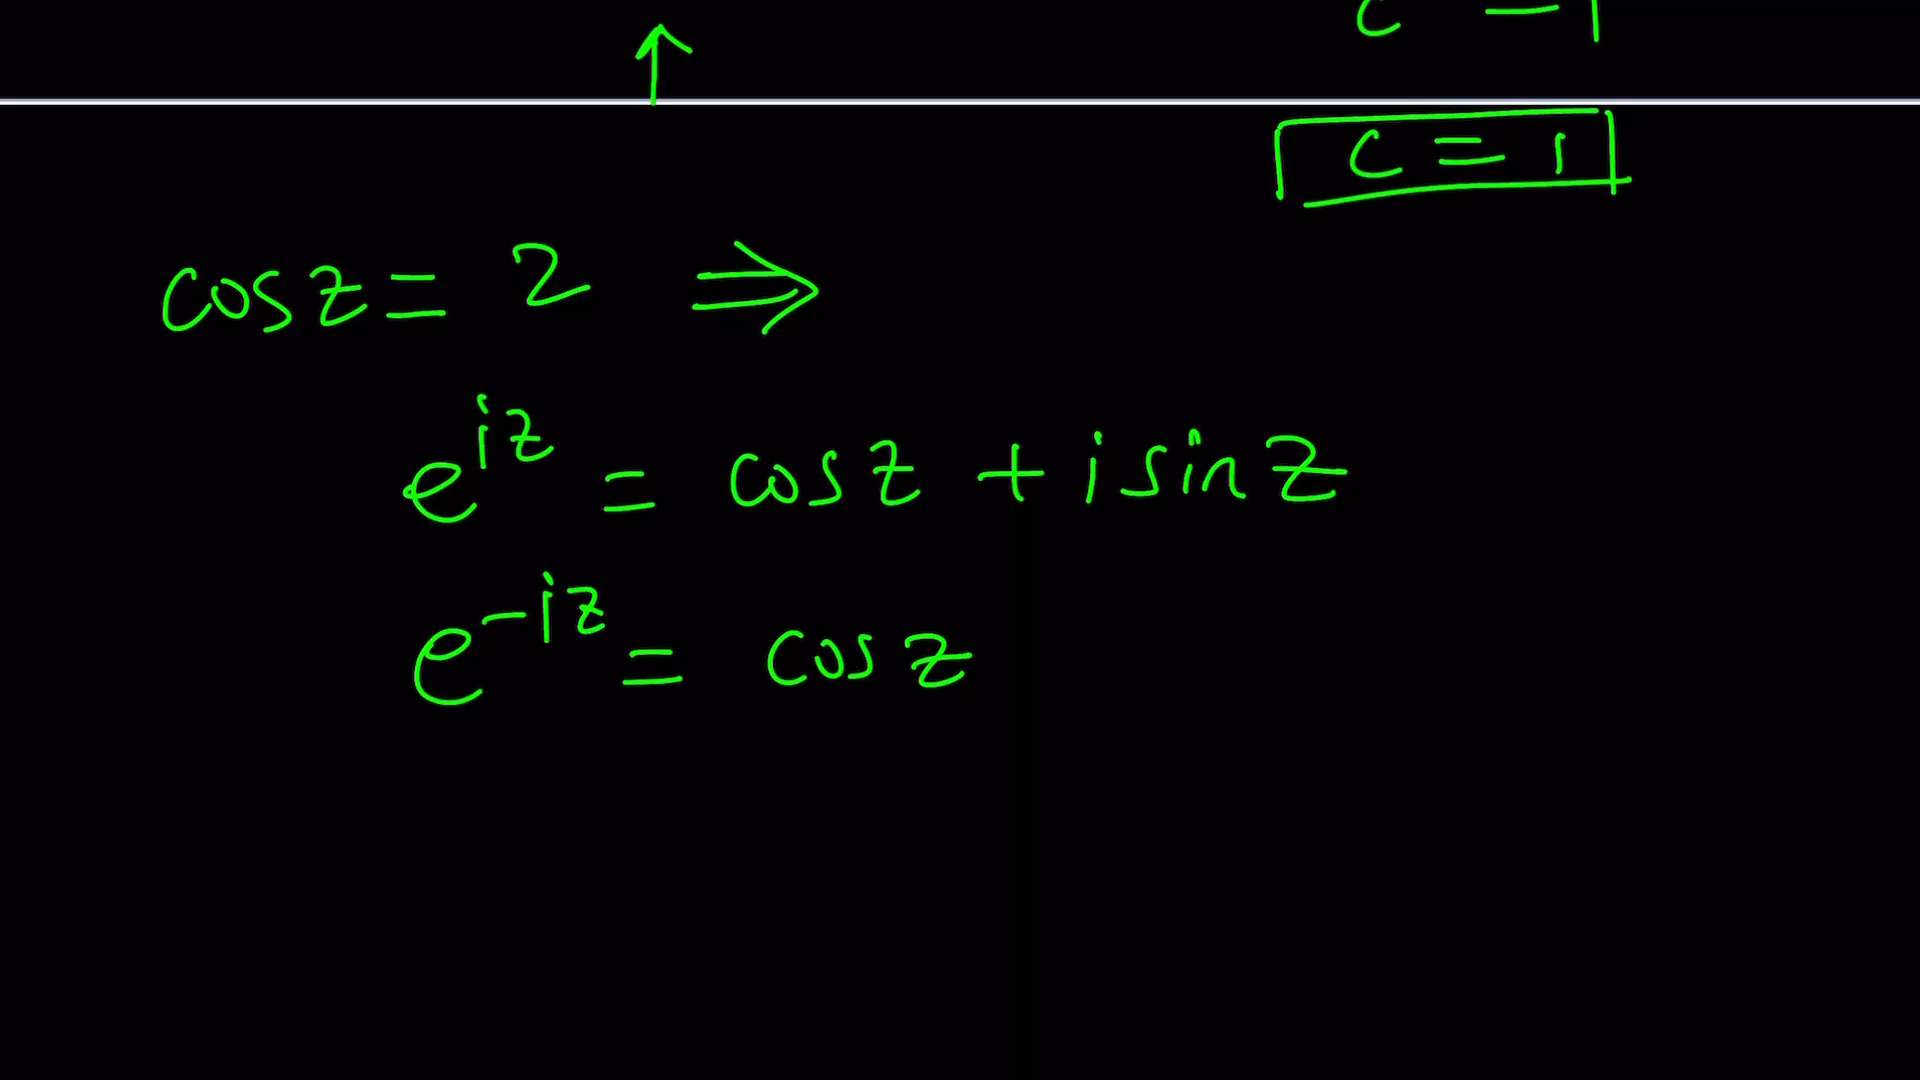 c = 1
cos z = 2 ⇒
e^{iz} = cos z + i sin z
e^{-iz} = cos z